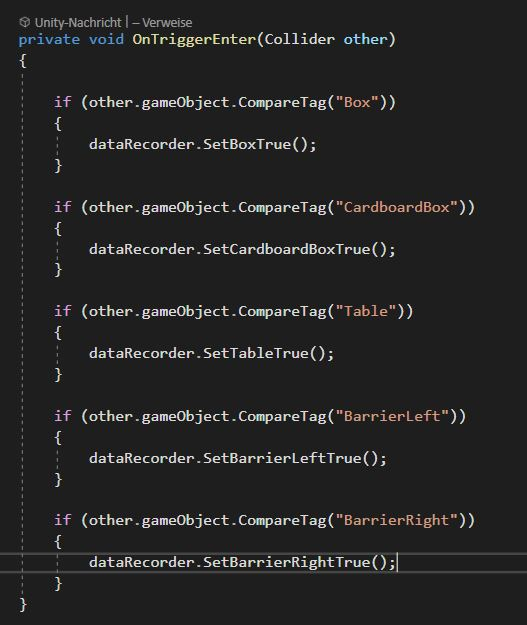 Unity-Nachricht | – Verweise
private void OnTriggerEnter(Collider other)
{
if (other.gameObject.CompareTag("Box"))
{
dataRecorder.SetBoxTrue();
}
if (other.gameObject.CompareTag("CardboardBox"))
{
dataRecorder.SetCardboardBoxTrue();
}
if (other.gameObject.CompareTag("Table"))
{
dataRecorder.SetTableTrue();
}
if (other.gameObject.CompareTag("BarrierLeft"))
{
dataRecorder.SetBarrierLeftTrue();
}
if (other.gameObject.CompareTag("BarrierRight"))
{
dataRecorder.SetBarrierRightTrue();
}
}